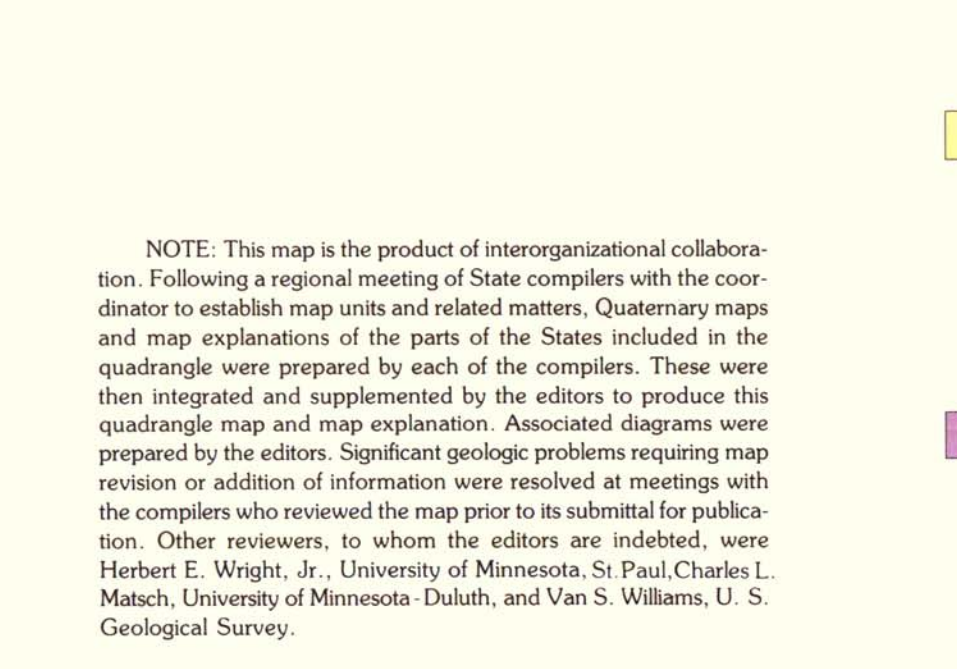 NOTE: This map is the product of interorganizational collabora-
tion. Following a regional meeting of State compilers with the coor-
dinator to establish map units and related matters, Quaternary maps
and map explanations of the parts of the States included in the
quadrangle were prepared by each of the compilers. These were
then integrated and supplemented by the editors to produce this
quadrangle map and map explanation. Associated diagrams were
prepared by the editors. Significant geologic problems requiring map
revision or addition of information were resolved at meetings with
the compilers who reviewed the map prior to its submittal for publica-
tion. Other reviewers, to whom the editors are indebted, were
Herbert E. Wright, Jr., University of Minnesota, St. Paul, Charles L.
Matsch, University of Minnesota - Duluth, and Van S. Williams, U. S.
Geological Survey.